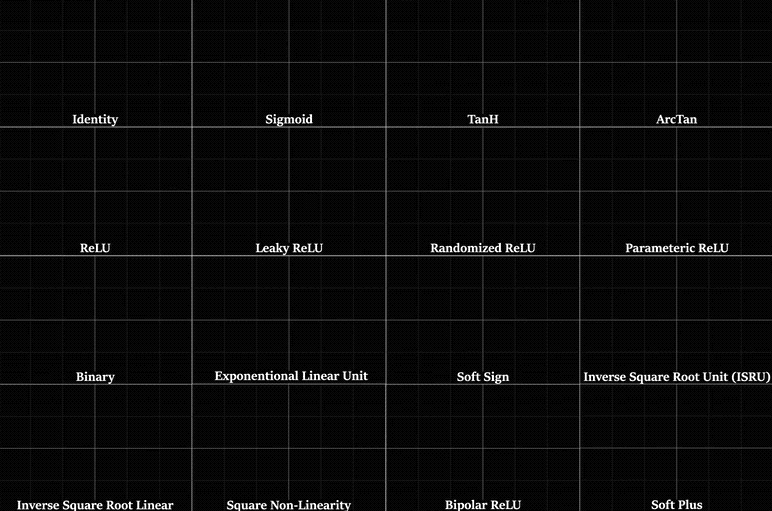 Identity
Sigmoid
TanH
ArcTan
ReLU
Leaky ReLU
Randomized ReLU
Parameteric ReLU
Binary
Exponentional Linear Unit
Soft Sign
Inverse Square Root Unit (ISRU)
Inverse Square Root Linear
Square Non-Linearity
Bipolar ReLU
Soft Plus